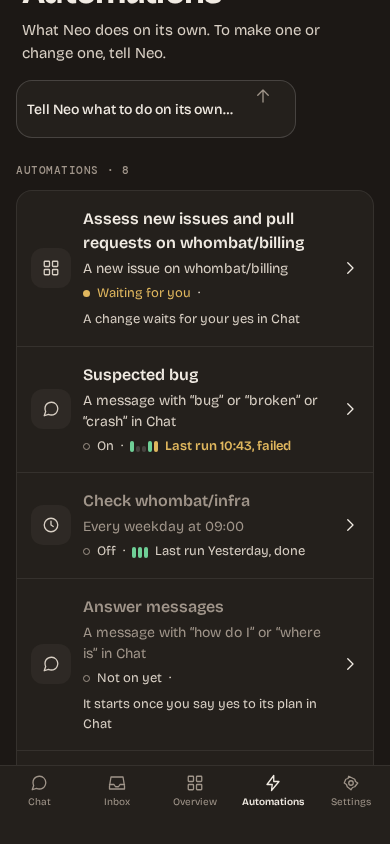 Automations
What Neo does on its own. To make one or
change one, tell Neo.
Tell Neo what to do on its own...
AUTOMATIONS · 8
Assess new issues and pull
requests on whombat/billing
A new issue on whombat/billing
Waiting for you ·
A change waits for your yes in Chat
Suspected bug
A message with “bug” or “broken” or
“crash” in Chat
On · Last run 10:43, failed
Check whombat/infra
Every weekday at 09:00
Off · Last run Yesterday, done
Answer messages
A message with “how do I” or “where
is” in Chat
Not on yet ·
It starts once you say yes to its plan in
Chat
Chat Inbox Overview Automations Settings